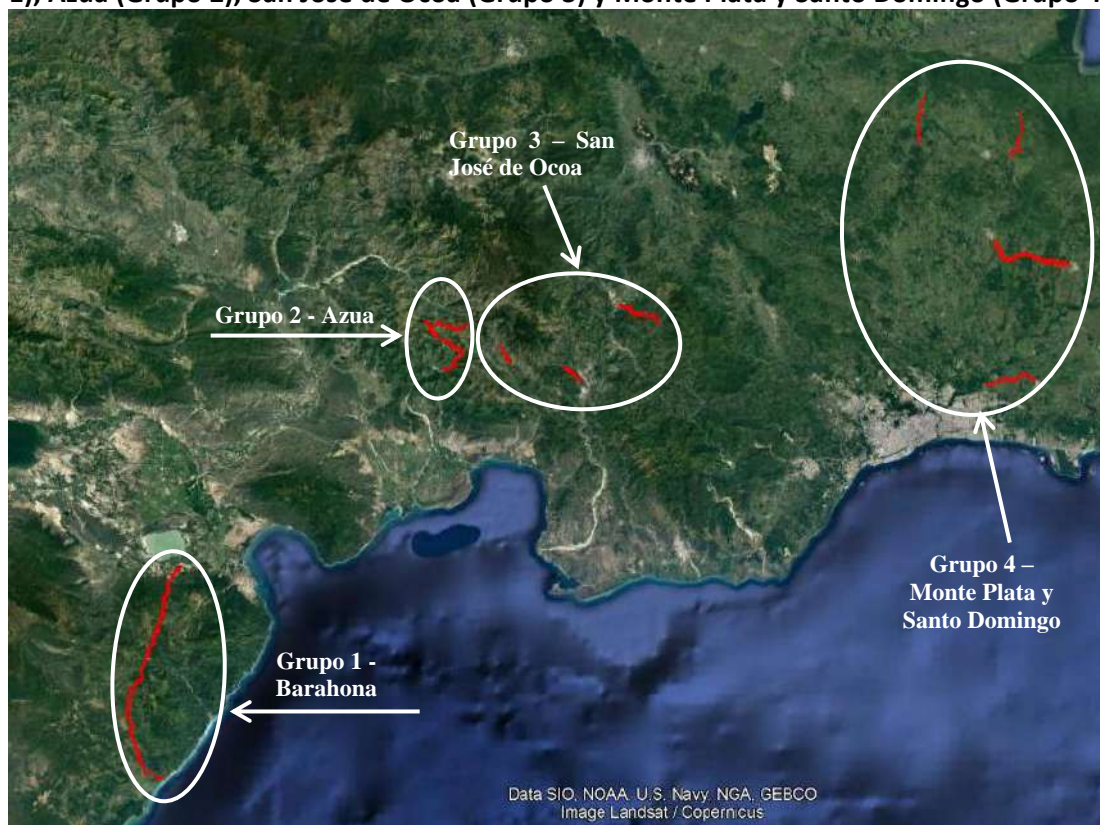 Azua (Grupo 2), San José de Ocoa (Grupo 3) y Monte Plata y Santo Domingo (Grupo
Grupo 3 – San
José de Ocoa
Grupo 2 - Azua
Grupo 4 –
Monte Plata y
Santo Domingo
Grupo 1 -
Barahona
Data SIO, NOAA, U.S. Navy, NGA, GEBCO
Image Landsat / Copernicus